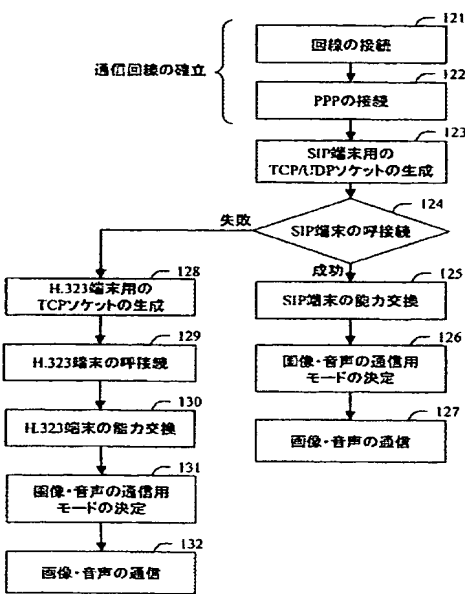 121
回線の接続
通信回線の確立
122
PPPの接続
123
SIP端末用の
TCP/UDPソケットの生成
124
SIP端末の呼接続
失敗
成功
128
H.323端末用の
TCPソケットの生成
125
SIP端末の能力交換
129
H.323端末の呼接続
126
画像・音声の通信用
モードの決定
130
H.323端末の能力交換
127
画像・音声の通信
131
画像・音声の通信用
モードの決定
132
画像・音声の通信